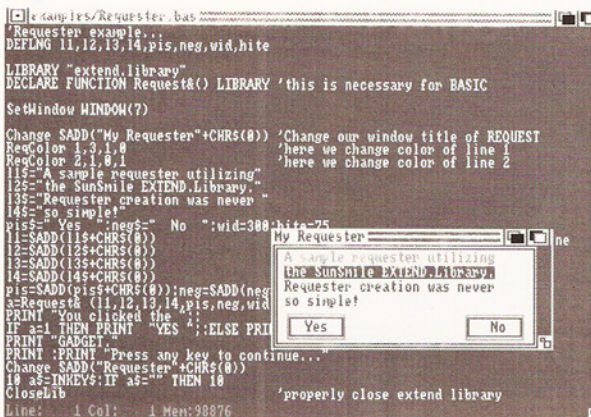 examples/Requester.bas
'Requester example...
DEFLNG l1,l2,l3,l4,pis,neg,wid,hite
LIBRARY "extend.library"
DECLARE FUNCTION Request&() LIBRARY 'this is necessary for BASIC
SetWindow WINDOW(7)
Change SADD("My Requester"+CHR$(0)) 'Change our window title of REQUEST
ReqColor 1,3,1,0 'here we change color of line 1
ReqColor 2,1,0,1 'here we change color of line 2
l1$="A sample requester utilizing"
l2$="the SunSmile EXTEND.Library."
l3$="Requester creation was never "
l4$="so simple!"
pis$=" Yes ":neg$=" No ":wid=300:hite=75
l1=SADD(l1$+CHR$(0))
l2=SADD(l2$+CHR$(0))
l3=SADD(l3$+CHR$(0))
l4=SADD(l4$+CHR$(0))
pis=SADD(pis$+CHR$(0)):neg=SADD(neg
a=Request& (l1,l2,l3,l4,pis,neg,wid
PRINT "You clicked the ";
IF a=1 THEN PRINT "YES ";:ELSE PRI
PRINT "GADGET."
PRINT :PRINT "Press any key to continue..."
Change SADD("Requester"+CHR$(0))
10 a$=INKEY$:IF a$="" THEN 10
CloseLib 'properly close extend library
Line: 1 Col: 1 Mem:98876
My Requester
ne
A sample requester utilizing
the SunSmile EXTEND.Library.
Requester creation was never
so simple!
Yes
No